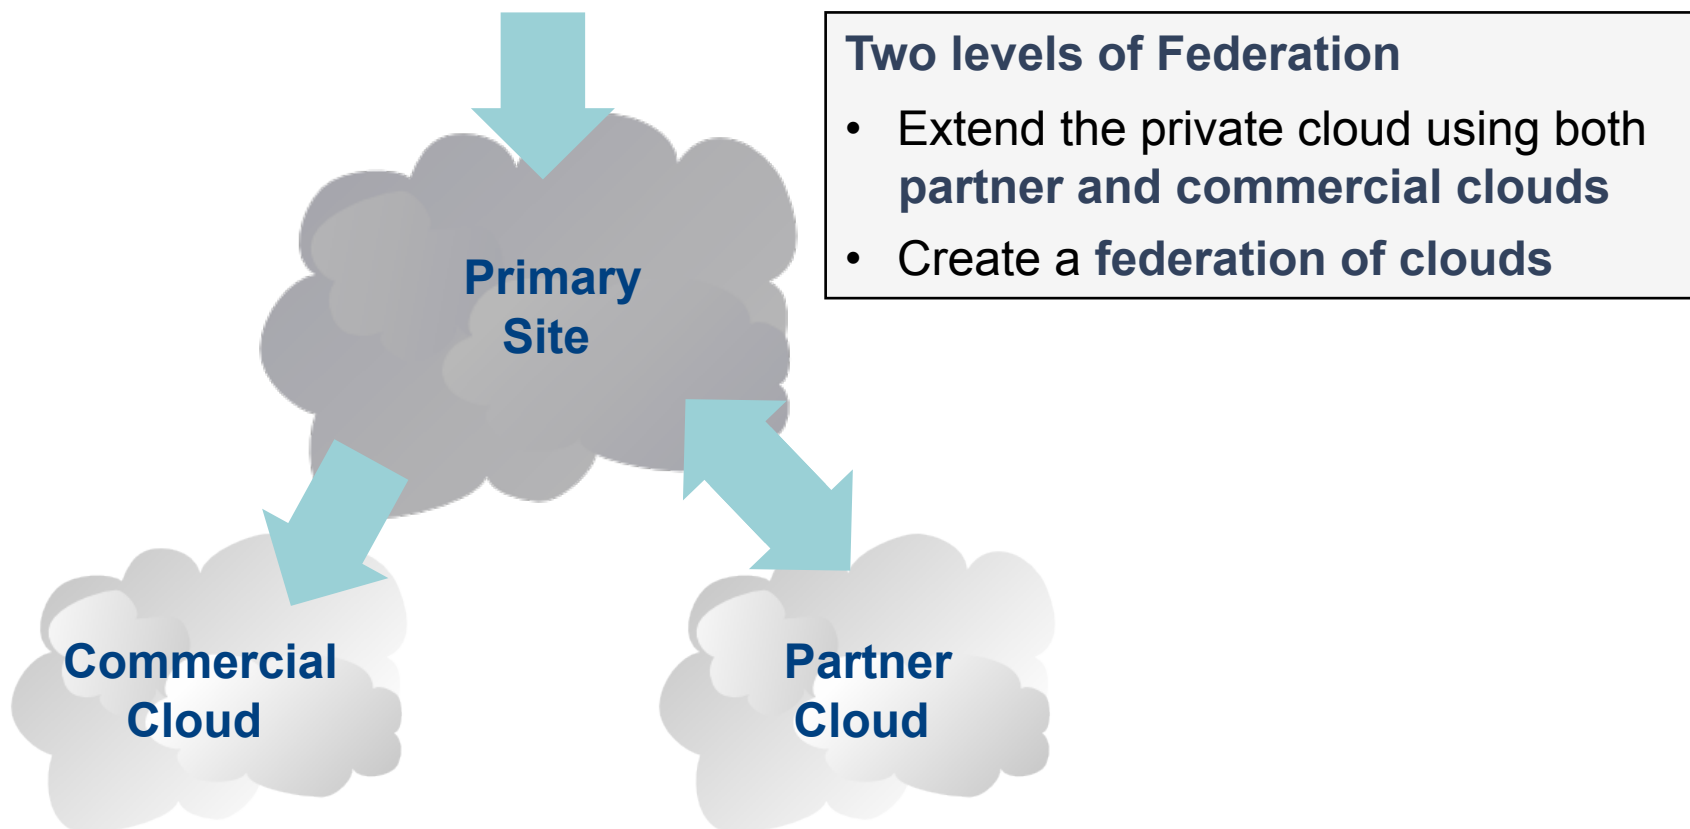 Two levels of Federation
• Extend the private cloud using both
partner and commercial clouds
• Create a federation of clouds
Primary
Site
Commercial
Cloud
Partner
Cloud